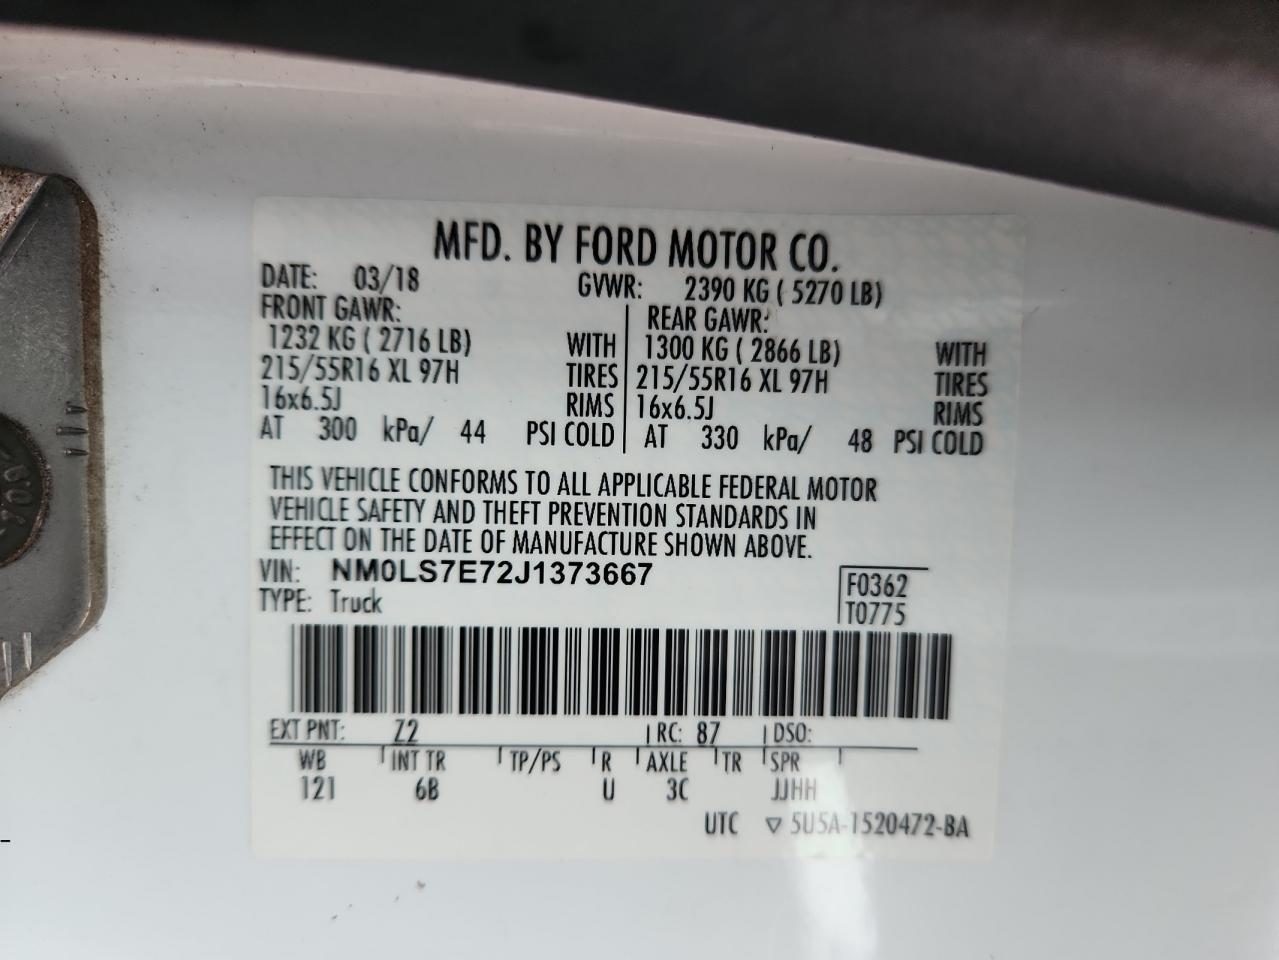 MFD. BY FORD MOTOR CO.
DATE: 03/18 GVWR: 2390 KG ( 5270 LB)
FRONT GAWR: REAR GAWR:
1232 KG ( 2716 LB) WITH 1300 KG ( 2866 LB) WITH
215/55R16 XL 97H TIRES 215/55R16 XL 97H TIRES
16x6.5J RIMS 16x6.5J RIMS
AT 300 kPa/ 44 PSI COLD AT 330 kPa/ 48 PSI COLD
THIS VEHICLE CONFORMS TO ALL APPLICABLE FEDERAL MOTOR
VEHICLE SAFETY AND THEFT PREVENTION STANDARDS IN
EFFECT ON THE DATE OF MANUFACTURE SHOWN ABOVE.
VIN: NM0LS7E72J1373667 F0362
TYPE: Truck T0775
EXT PNT: Z2 RC: 87 DSO:
WB INT TR TP/PS R AXLE TR SPR
121 6B U 3C JJHH
UTC ▽ 5U5A-1520472-BA